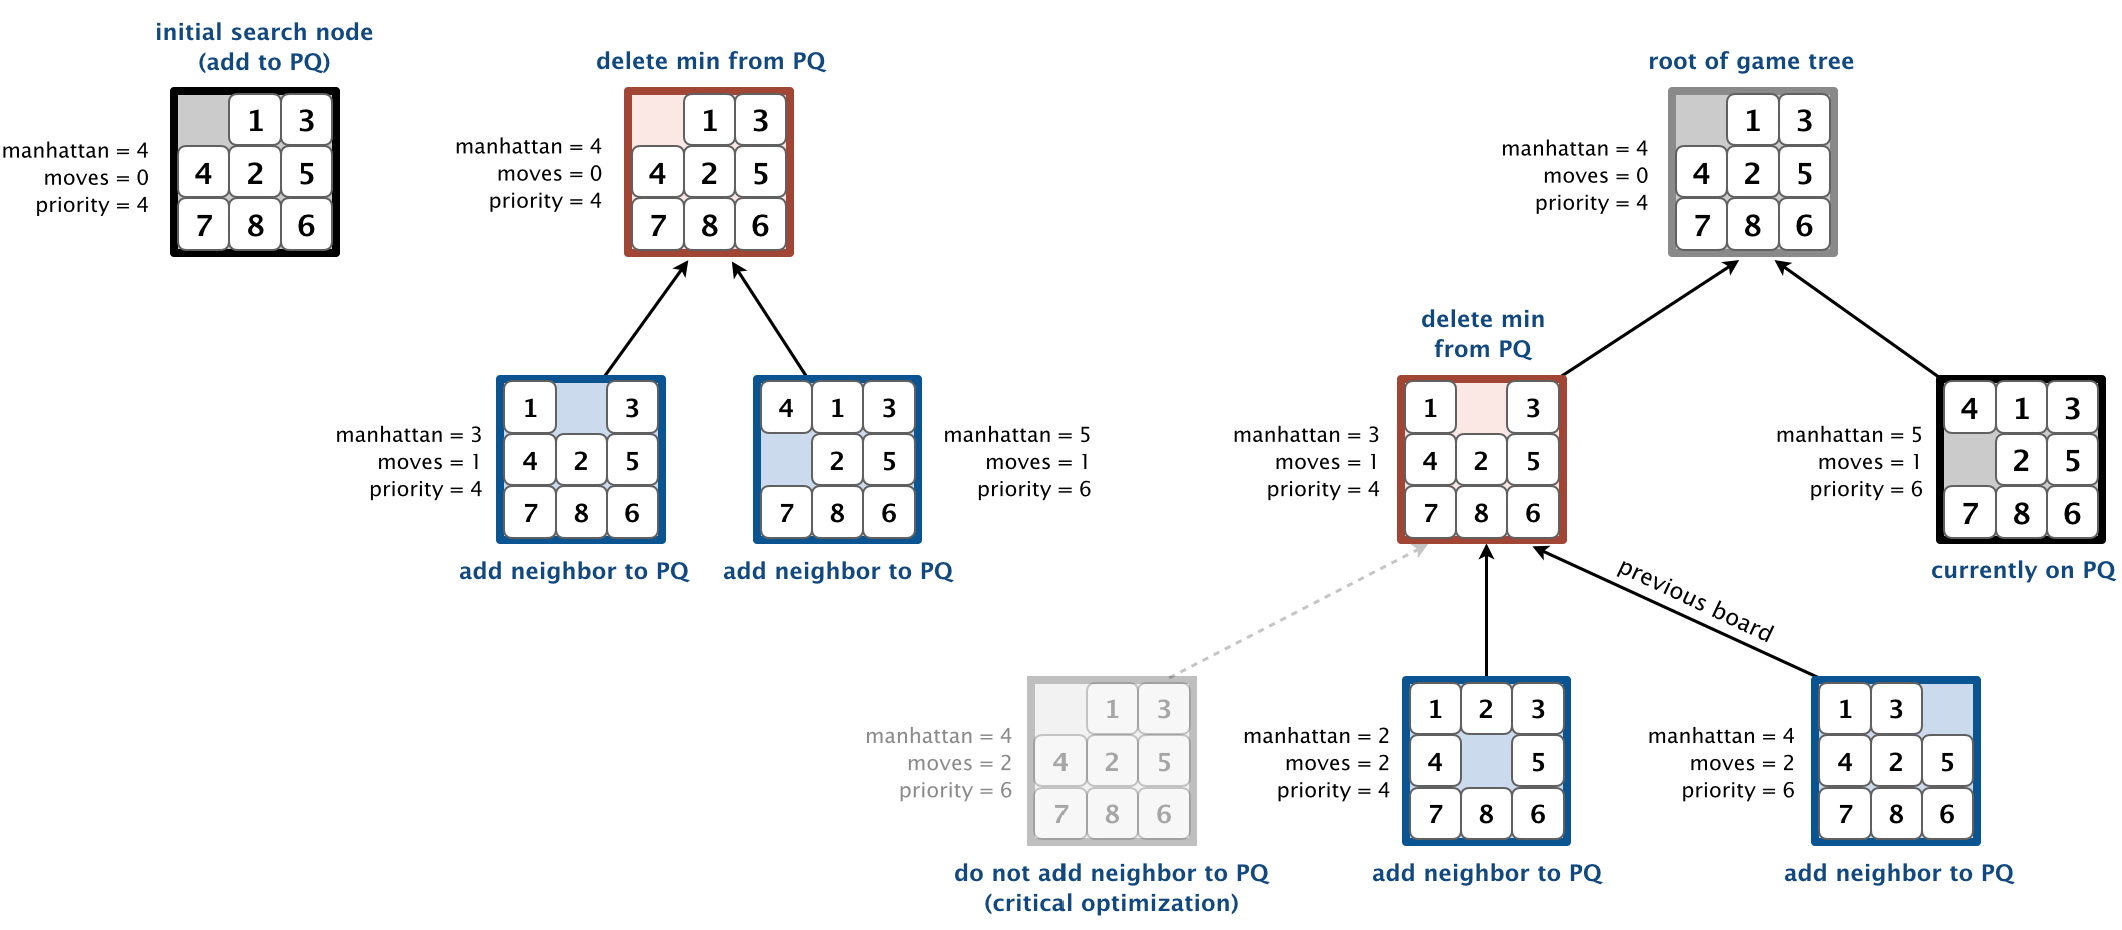 initial search node
(add to PQ)
manhattan = 4
moves = 0
priority = 4
1 3
4 2 5
7 8 6
delete min from PQ
manhattan = 4
moves = 0
priority = 4
1 3
4 2 5
7 8 6
manhattan = 3
moves = 1
priority = 4
1 3
4 2 5
7 8 6
add neighbor to PQ
4 1 3
2 5
7 8 6
manhattan = 5
moves = 1
priority = 6
add neighbor to PQ
root of game tree
manhattan = 4
moves = 0
priority = 4
1 3
4 2 5
7 8 6
delete min
from PQ
manhattan = 3
moves = 1
priority = 4
1 3
4 2 5
7 8 6
manhattan = 5
moves = 1
priority = 6
4 1 3
2 5
7 8 6
currently on PQ
previous board
manhattan = 4
moves = 2
priority = 6
1 3
4 2 5
7 8 6
do not add neighbor to PQ
(critical optimization)
manhattan = 2
moves = 2
priority = 4
1 2 3
4 5
7 8 6
add neighbor to PQ
manhattan = 4
moves = 2
priority = 6
1 3
4 2 5
7 8 6
add neighbor to PQ